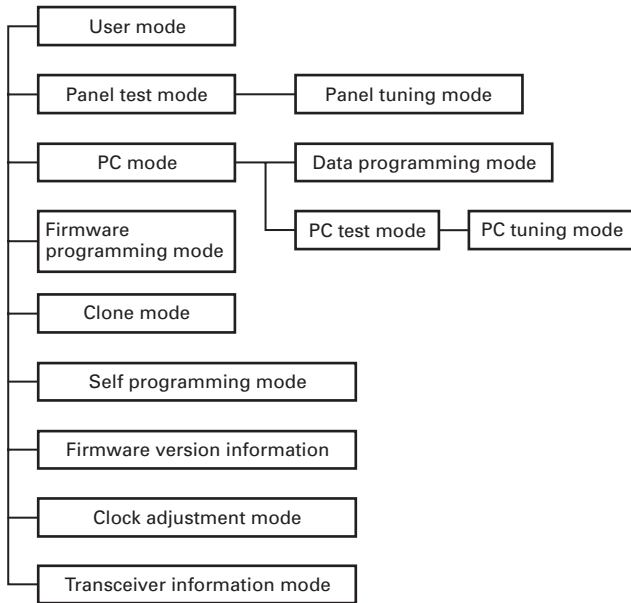 User mode
Panel test mode
Panel tuning mode
PC mode
Data programming mode
PC test mode
PC tuning mode
Firmware
programming mode
Clone mode
Self programming mode
Firmware version information
Clock adjustment mode
Transceiver information mode